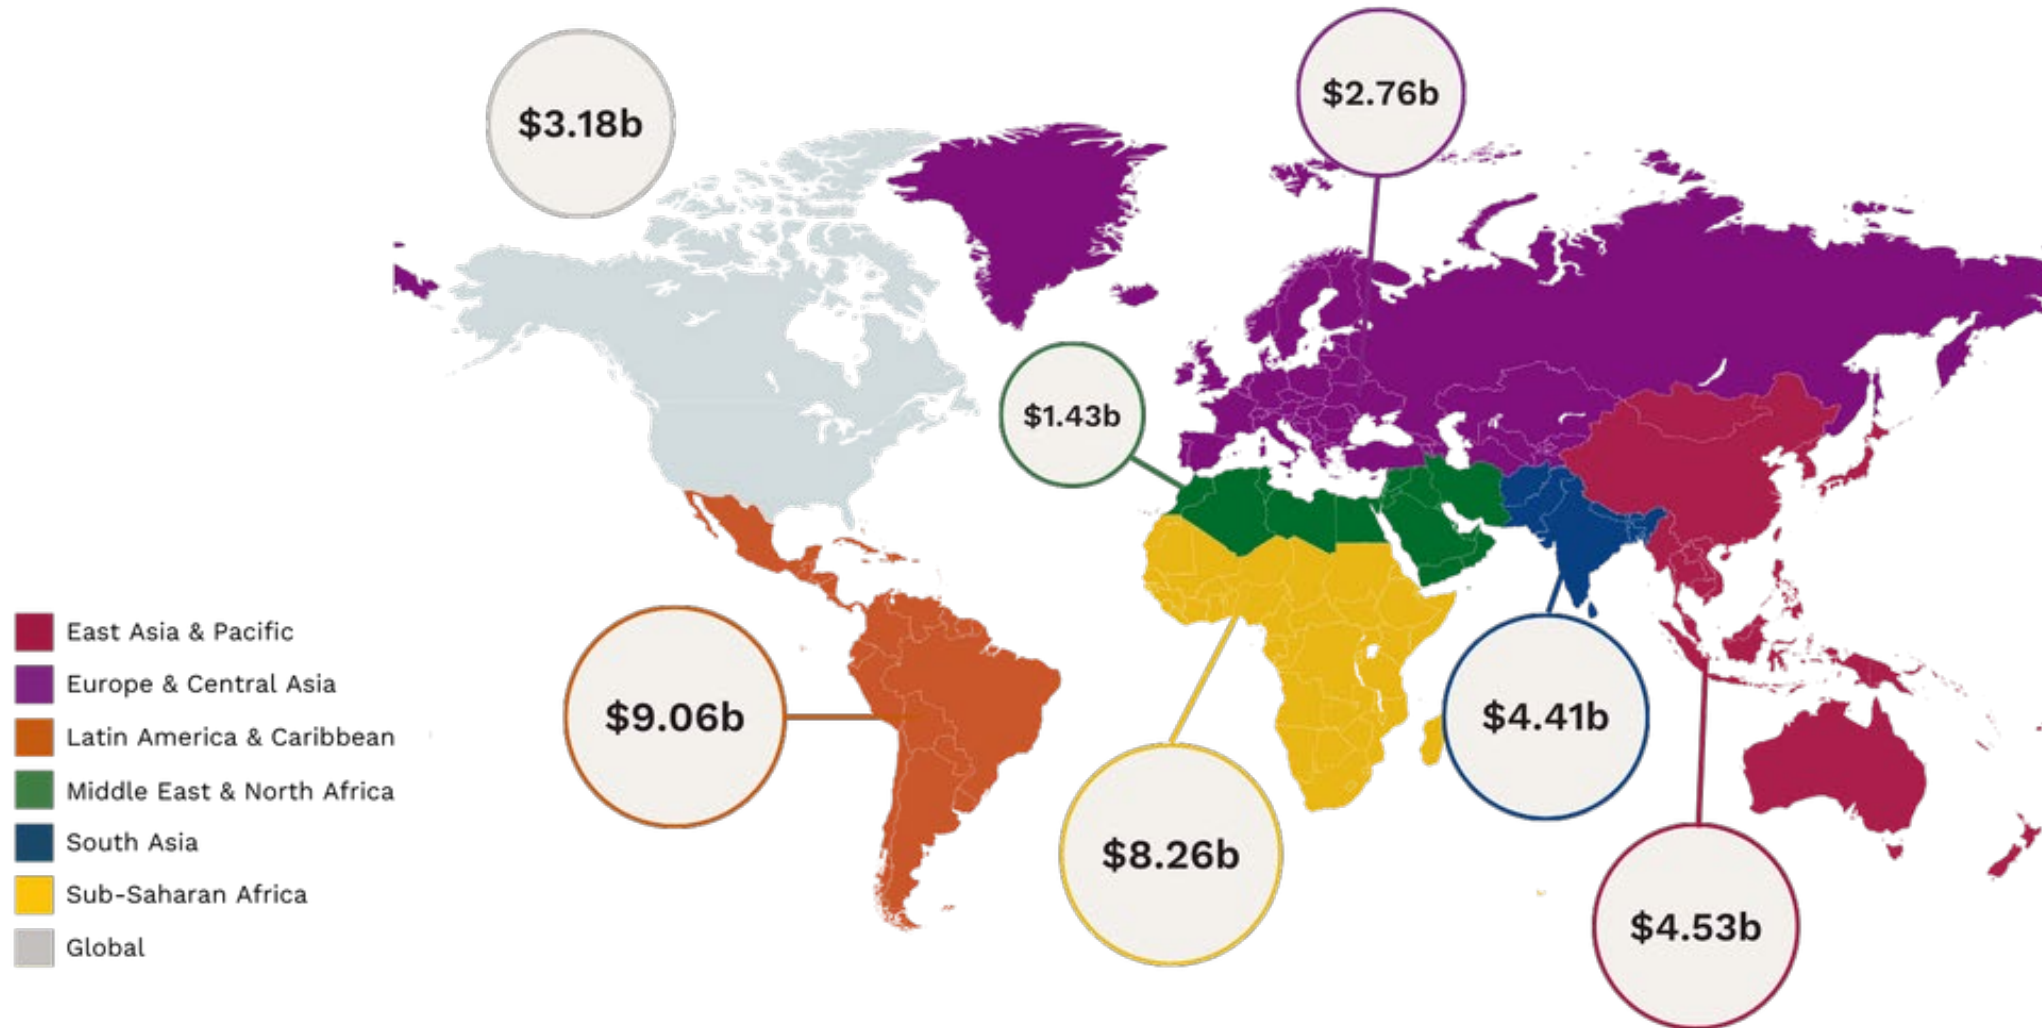 $3.18b
$2.76b
$1.43b
$9.06b
$8.26b
$4.41b
$4.53b
East Asia & Pacific
Europe & Central Asia
Latin America & Caribbean
Middle East & North Africa
South Asia
Sub-Saharan Africa
Global